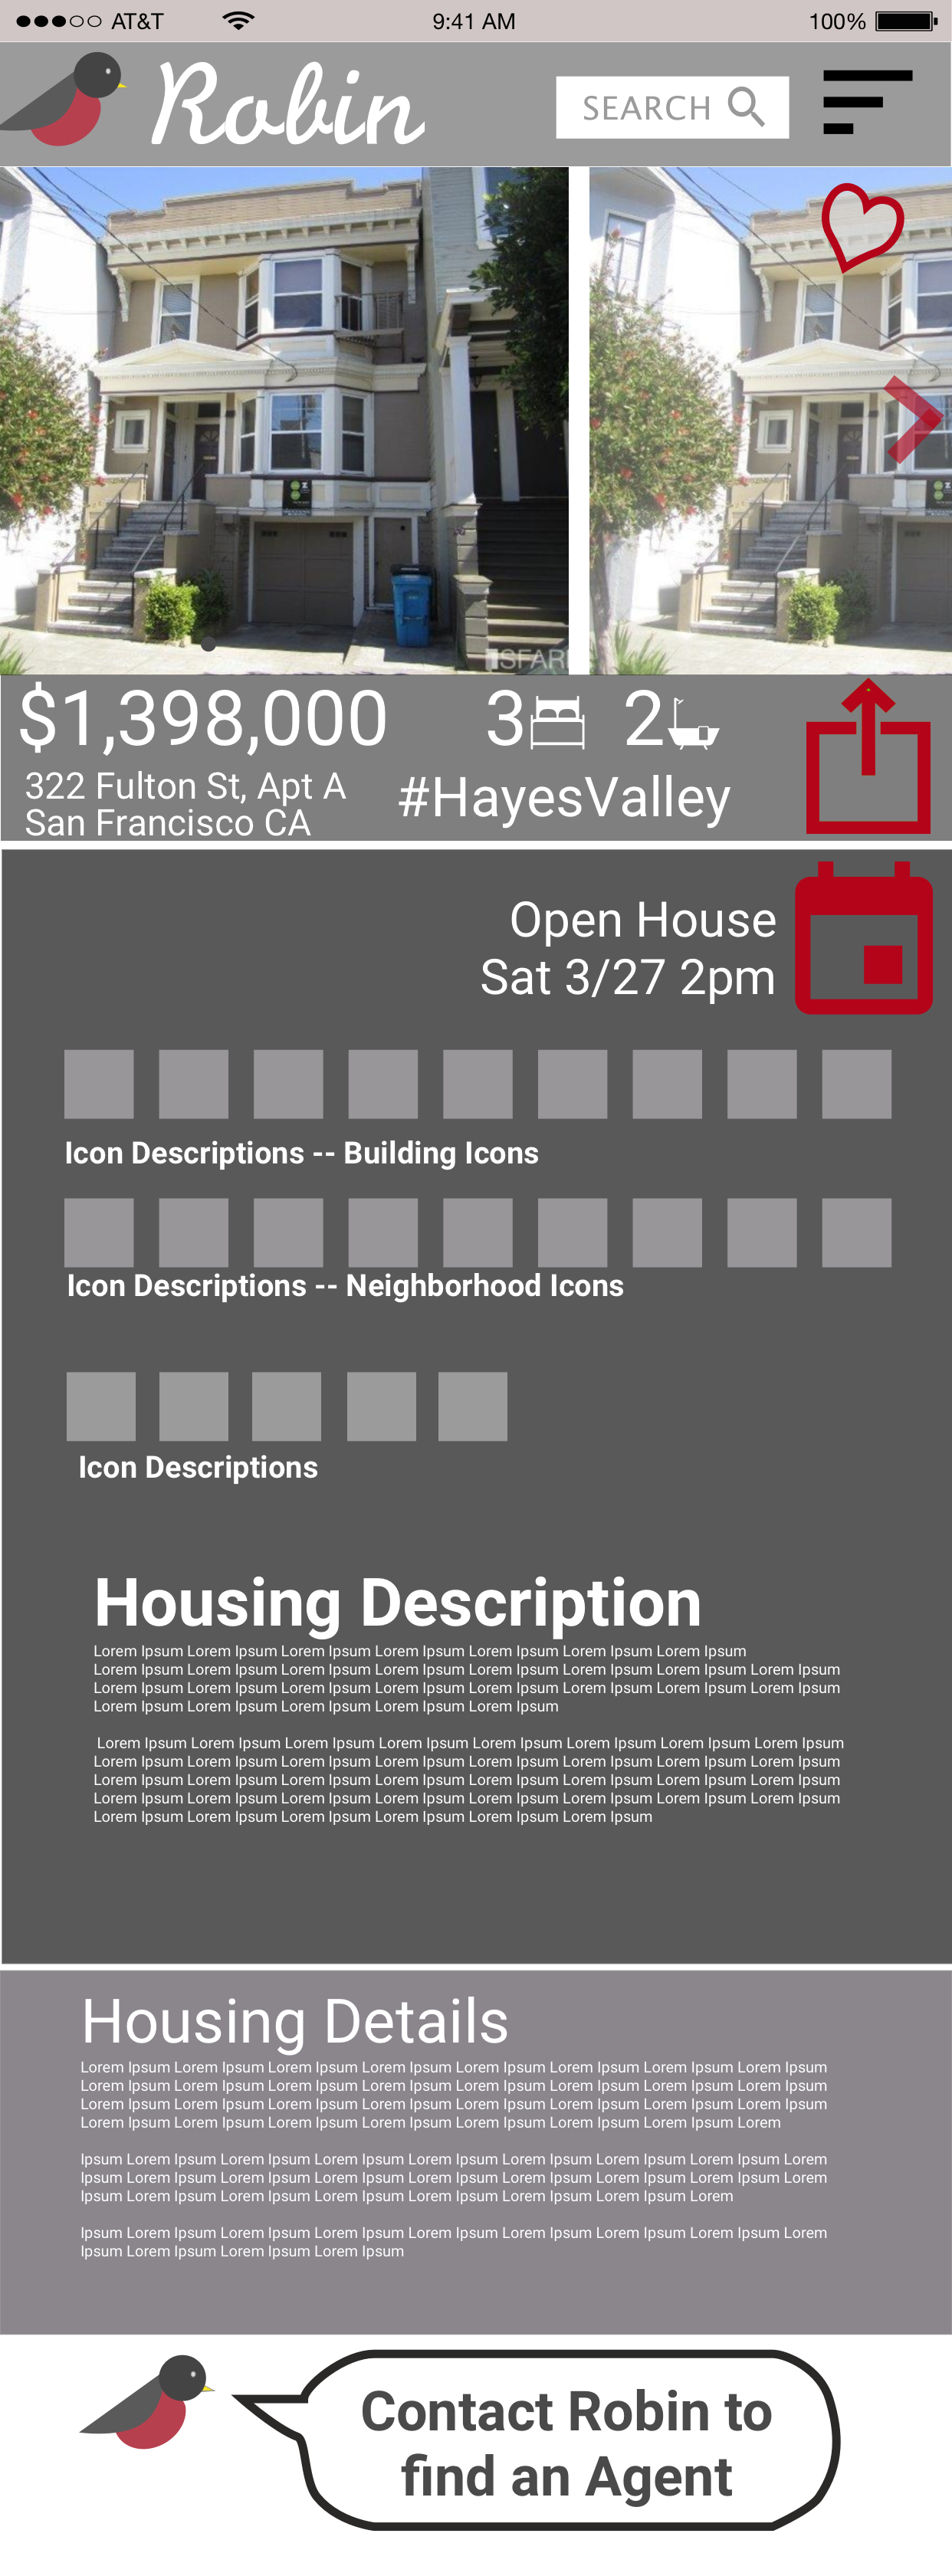 AT&T 9:41 AM 100%
Robin SEARCH
SFAR
$1,398,000 3 2
322 Fulton St, Apt A #HayesValley
San Francisco CA
Open House
Sat 3/27 2pm
Icon Descriptions -- Building Icons
Icon Descriptions -- Neighborhood Icons
Icon Descriptions
Housing Description
Lorem Ipsum Lorem Ipsum Lorem Ipsum Lorem Ipsum Lorem Ipsum Lorem Ipsum Lorem Ipsum
Lorem Ipsum Lorem Ipsum Lorem Ipsum Lorem Ipsum Lorem Ipsum Lorem Ipsum Lorem Ipsum Lorem Ipsum
Lorem Ipsum Lorem Ipsum Lorem Ipsum Lorem Ipsum Lorem Ipsum Lorem Ipsum Lorem Ipsum Lorem Ipsum
Lorem Ipsum Lorem Ipsum Lorem Ipsum Lorem Ipsum Lorem Ipsum
Lorem Ipsum Lorem Ipsum Lorem Ipsum Lorem Ipsum Lorem Ipsum Lorem Ipsum Lorem Ipsum Lorem Ipsum
Lorem Ipsum Lorem Ipsum Lorem Ipsum Lorem Ipsum Lorem Ipsum Lorem Ipsum Lorem Ipsum Lorem Ipsum
Lorem Ipsum Lorem Ipsum Lorem Ipsum Lorem Ipsum Lorem Ipsum Lorem Ipsum Lorem Ipsum Lorem Ipsum
Lorem Ipsum Lorem Ipsum Lorem Ipsum Lorem Ipsum Lorem Ipsum Lorem Ipsum Lorem Ipsum Lorem Ipsum
Lorem Ipsum Lorem Ipsum Lorem Ipsum Lorem Ipsum Lorem Ipsum Lorem Ipsum
Housing Details
Lorem Ipsum Lorem Ipsum Lorem Ipsum Lorem Ipsum Lorem Ipsum Lorem Ipsum Lorem Ipsum Lorem Ipsum
Lorem Ipsum Lorem Ipsum Lorem Ipsum Lorem Ipsum Lorem Ipsum Lorem Ipsum Lorem Ipsum Lorem Ipsum
Lorem Ipsum Lorem Ipsum Lorem Ipsum Lorem Ipsum Lorem Ipsum Lorem Ipsum Lorem Ipsum Lorem Ipsum
Lorem Ipsum Lorem Ipsum Lorem Ipsum Lorem Ipsum Lorem Ipsum Lorem Ipsum Lorem Ipsum Lorem
Ipsum Lorem Ipsum Lorem Ipsum Lorem Ipsum Lorem Ipsum Lorem Ipsum Lorem Ipsum Lorem Ipsum Lorem
Ipsum Lorem Ipsum Lorem Ipsum Lorem Ipsum Lorem Ipsum Lorem Ipsum Lorem Ipsum Lorem Ipsum Lorem
Ipsum Lorem Ipsum Lorem Ipsum Lorem Ipsum Lorem Ipsum Lorem Ipsum Lorem Ipsum Lorem
Ipsum Lorem Ipsum Lorem Ipsum Lorem Ipsum Lorem Ipsum Lorem Ipsum Lorem Ipsum Lorem Ipsum Lorem
Ipsum Lorem Ipsum Lorem Ipsum Lorem Ipsum
Contact Robin to
find an Agent